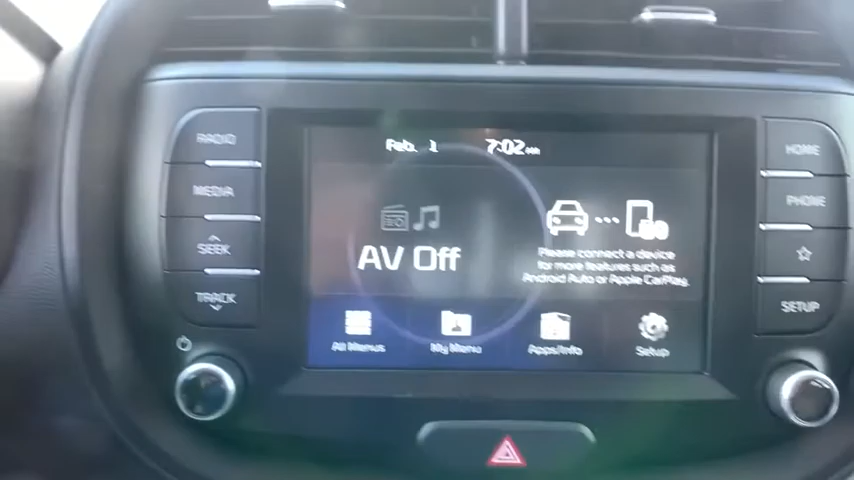 RADIO
MEDIA
SEEK
TRACK
Feb. 1 7:02 AM
AV Off
Please connect a device
for more features such as
Android Auto or Apple CarPlay.
All Menus
My Menu
Apps/Info
Setup
HOME
PHONE
SETUP